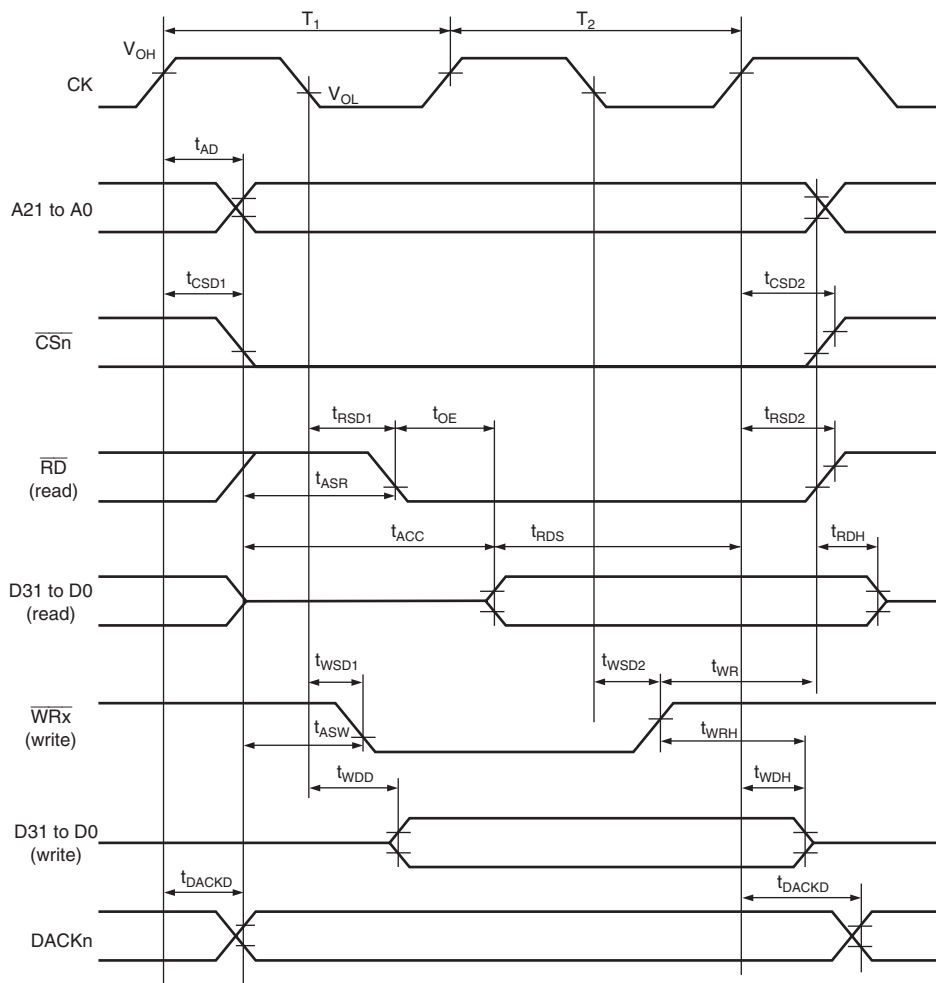 T1 T2
VOH
CK
VOL
tAD
A21 to A0
tCSD1 tCSD2
CSn
tRSD1 tOE tRSD2
RD
(read)
tASR
tACC tRDS tRDH
D31 to D0
(read)
tWSD1 tWSD2 tWR
WRx
(write)
tASW tWRH
tWDD tWDH
D31 to D0
(write)
tDACKD tDACKD
DACKn